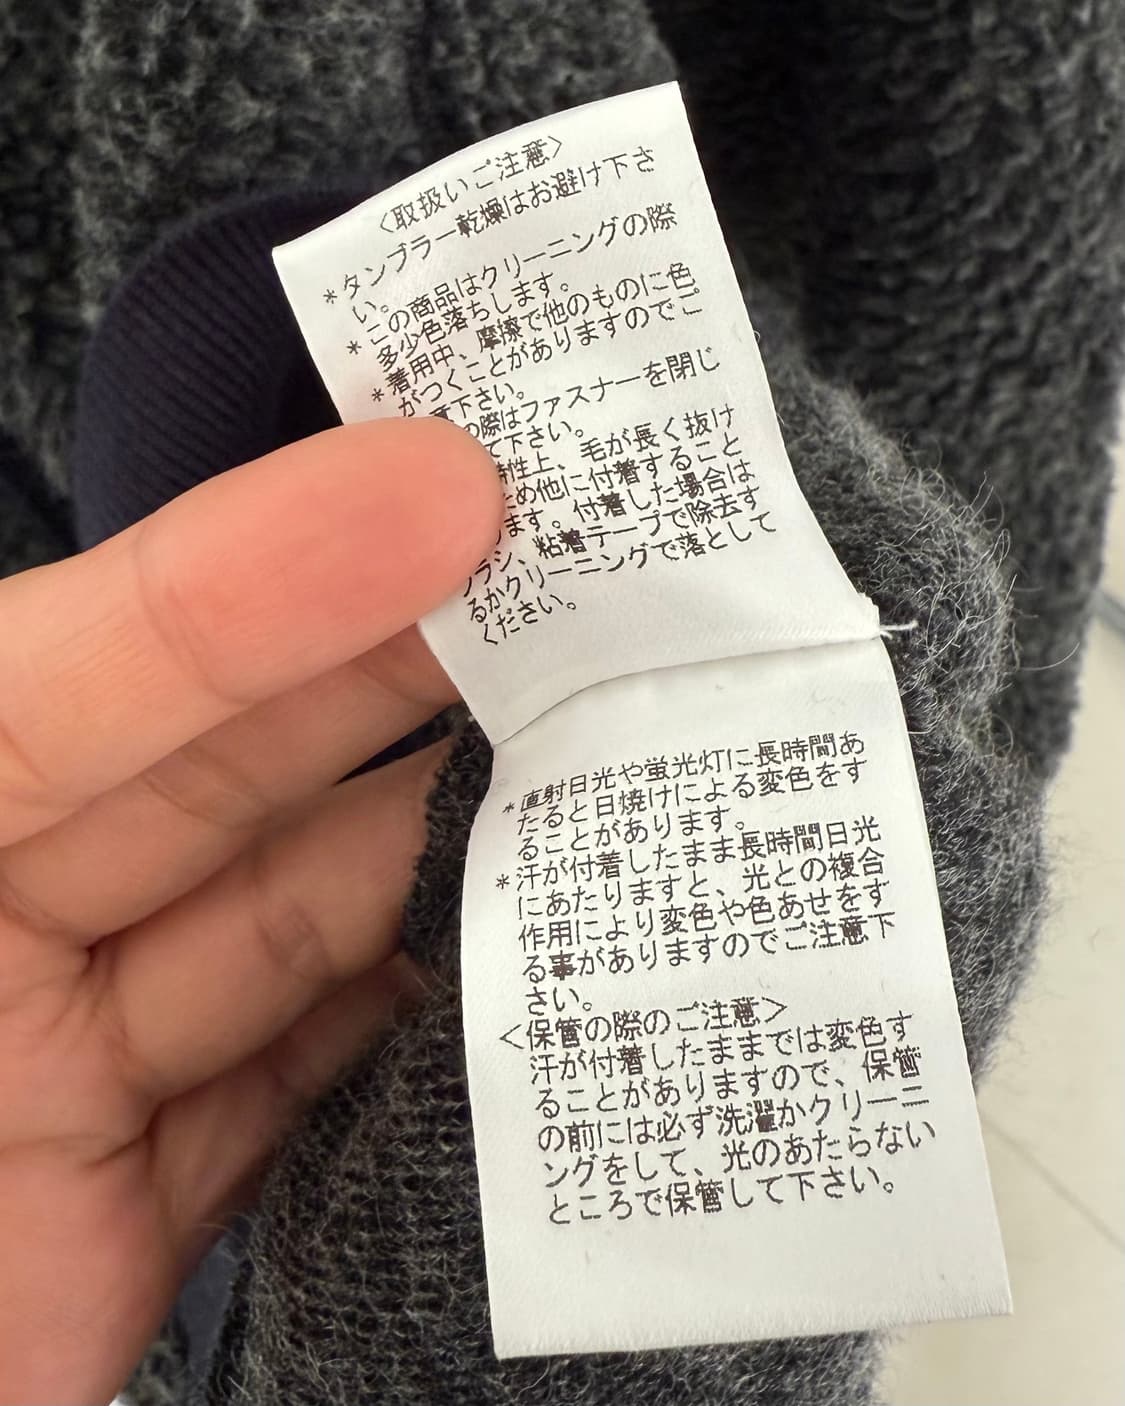 〈取扱いご注意〉
*タンブラー乾燥はお避け下さ
い。
*この商品はクリーニングの際
多少色落ちします。
*着用中、摩擦で他のものに色
がつくことがありますのでご
意下さい。
の際はファスナーを閉じ
て下さい。
特性上、毛が長く抜け
ため他に付着すること
ます。付着した場合は
ブラシ、粘着テープで除去す
るかクリーニングで落として
ください。
*直射日光や蛍光灯に長時間あ
たると日焼けによる変色をす
ることがあります。
*汗が付着したまま長時間日光
にあたりますと、光との複合
作用により変色や色あせをす
る事がありますのでご注意下
さい。
〈保管の際のご注意〉
汗が付着したままでは変色す
ることがありますので、保管
の前には必ず洗濯かクリーニ
ングをして、光のあたらない
ところで保管して下さい。